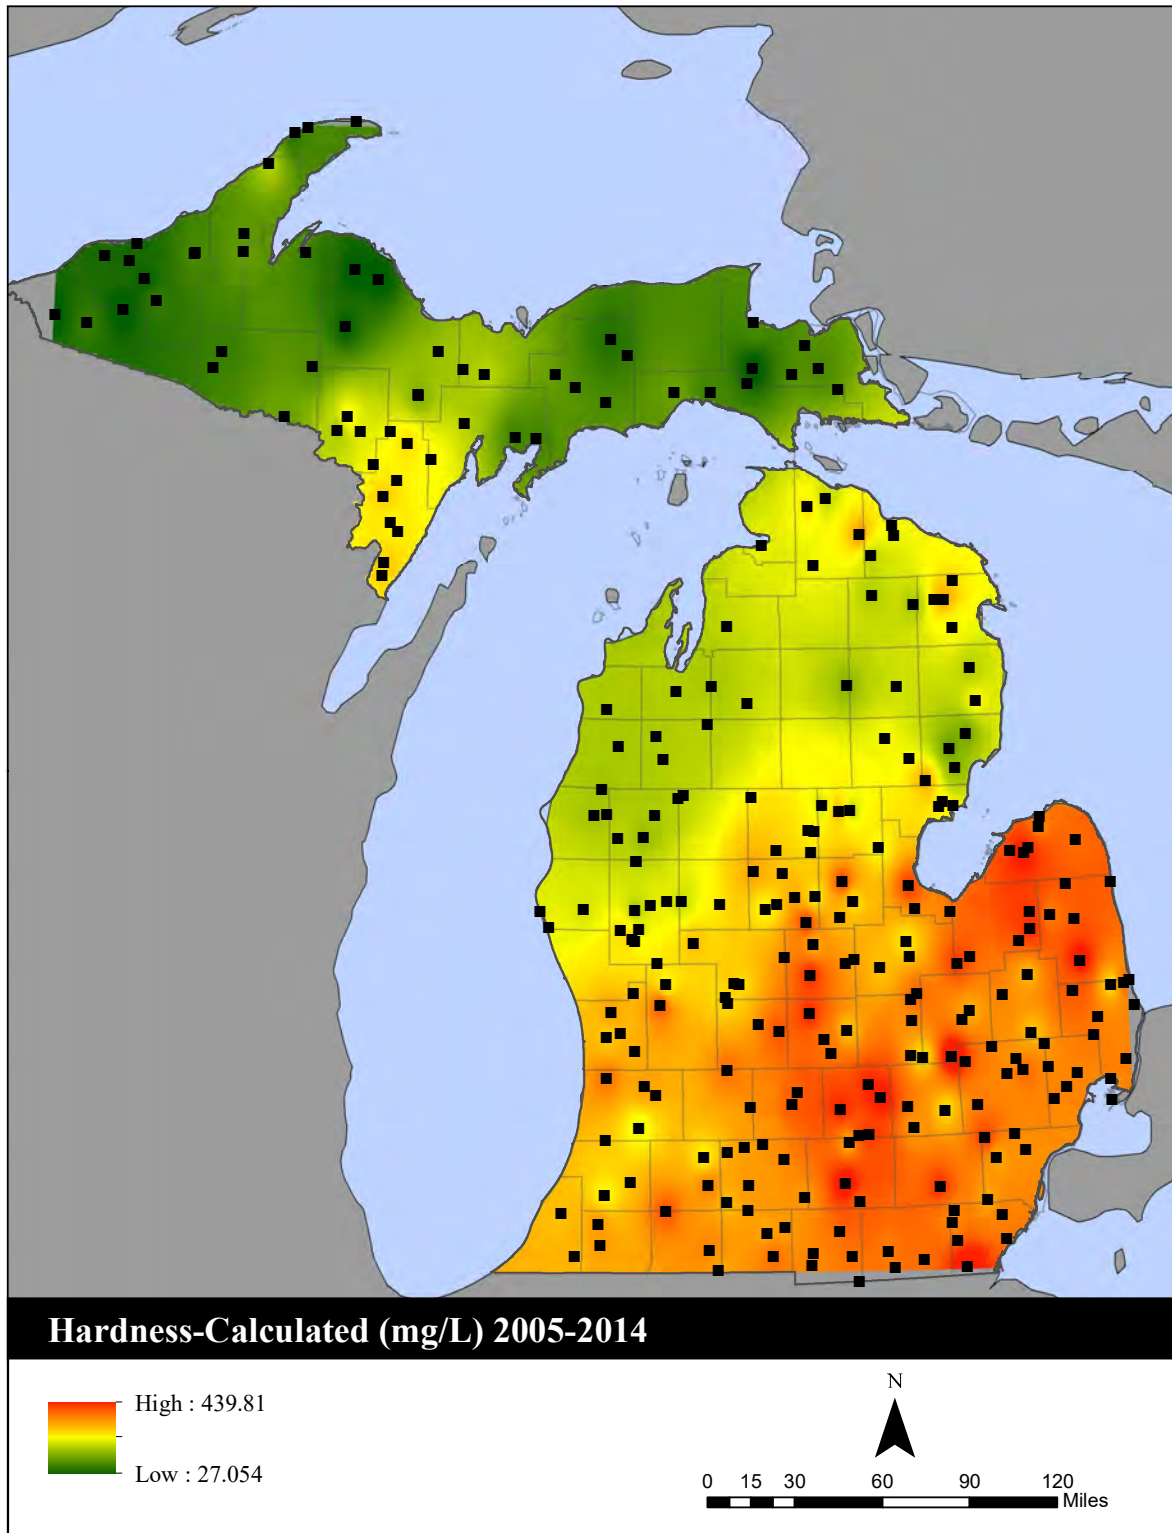 Hardness-Calculated (mg/L) 2005-2014
High : 439.81
Low : 27.054
N
0 15 30 60 90 120
Miles